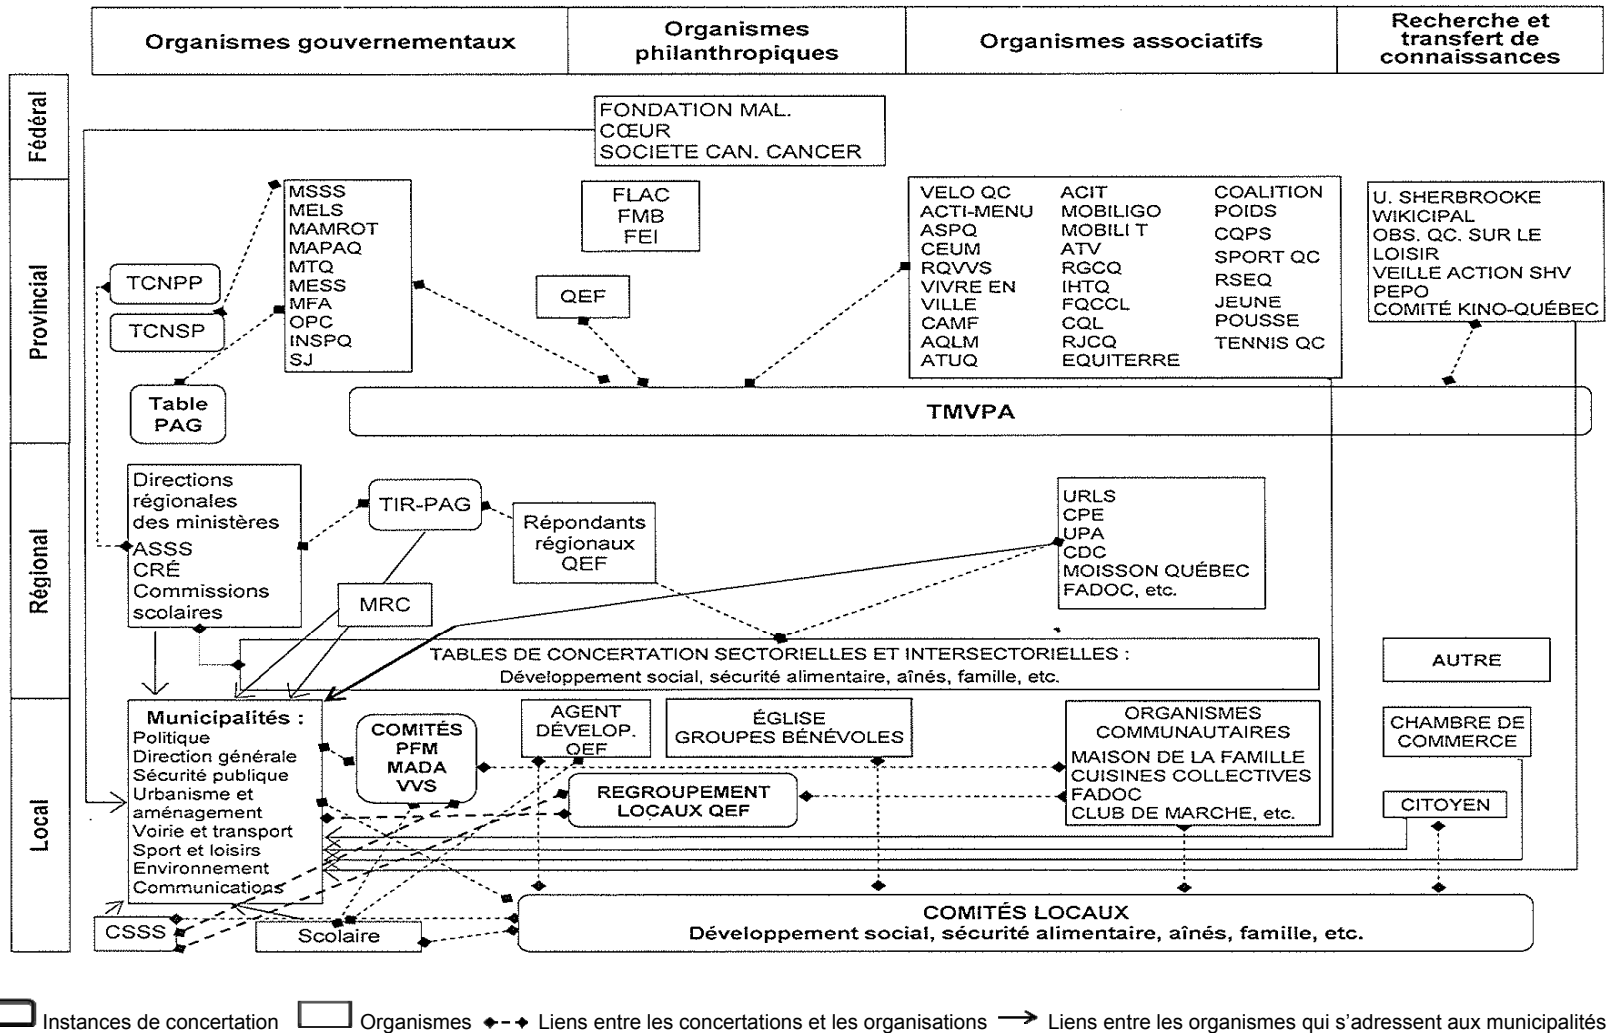 Organismes gouvernementaux
Organismes
philanthropiques
Organismes associatifs
Recherche et
transfert de
connaissances
Fédéral
FONDATION MAL.
CŒUR
SOCIETE CAN. CANCER
Provincial
TCNPP
TCNSP
MSSS
MELS
MAMROT
MAPAQ
MTQ
MESS
MFA
OPC
INSPQ
SJ
Table
PAG
FLAC
FMB
FEI
QEF
VELO QC
ACTI-MENU
ASPQ
CEUM
RQVVS
VIVRE EN
VILLE
CAMF
AQLM
ATUQ
ACIT
MOBILIGO
MOBILI T
ATV
RGCQ
IHTQ
FQCCL
CQL
RJCQ
EQUITERRE
COALITION
POIDS
CQPS
SPORT QC
RSEQ
JEUNE
POUSSE
TENNIS QC
U. SHERBROOKE
WIKICIPAL
OBS. QC. SUR LE
LOISIR
VEILLE ACTION SHV
PEPO
COMITÉ KINO-QUÉBEC
TMVPA
Régional
Directions
régionales
des ministères
ASSS
CRÉ
Commissions
scolaires
TIR-PAG
MRC
Répondants
régionaux
QEF
URLS
CPE
UPA
CDC
MOISSON QUÉBEC
FADOC, etc.
TABLES DE CONCERTATION SECTORIELLES ET INTERSECTORIELLES :
Développement social, sécurité alimentaire, aînés, famille, etc.
AUTRE
Local
Municipalités :
Politique
Direction générale
Sécurité publique
Urbanisme et
aménagement
Voirie et transport
Sport et loisirs
Environnement
Communications
COMITÉS
PFM
MADA
VVS
AGENT
DÉVELOP.
QEF
ÉGLISE
GROUPES BÉNÉVOLES
REGROUPEMENT
LOCAUX QEF
ORGANISMES
COMMUNAUTAIRES
MAISON DE LA FAMILLE
CUISINES COLLECTIVES
FADOC
CLUB DE MARCHE, etc.
CHAMBRE DE
COMMERCE
CITOYEN
CSSS
Scolaire
COMITÉS LOCAUX
Développement social, sécurité alimentaire, aînés, famille, etc.
Instances de concertation
Organismes
Liens entre les concertations et les organisations
Liens entre les organismes qui s’adressent aux municipalités